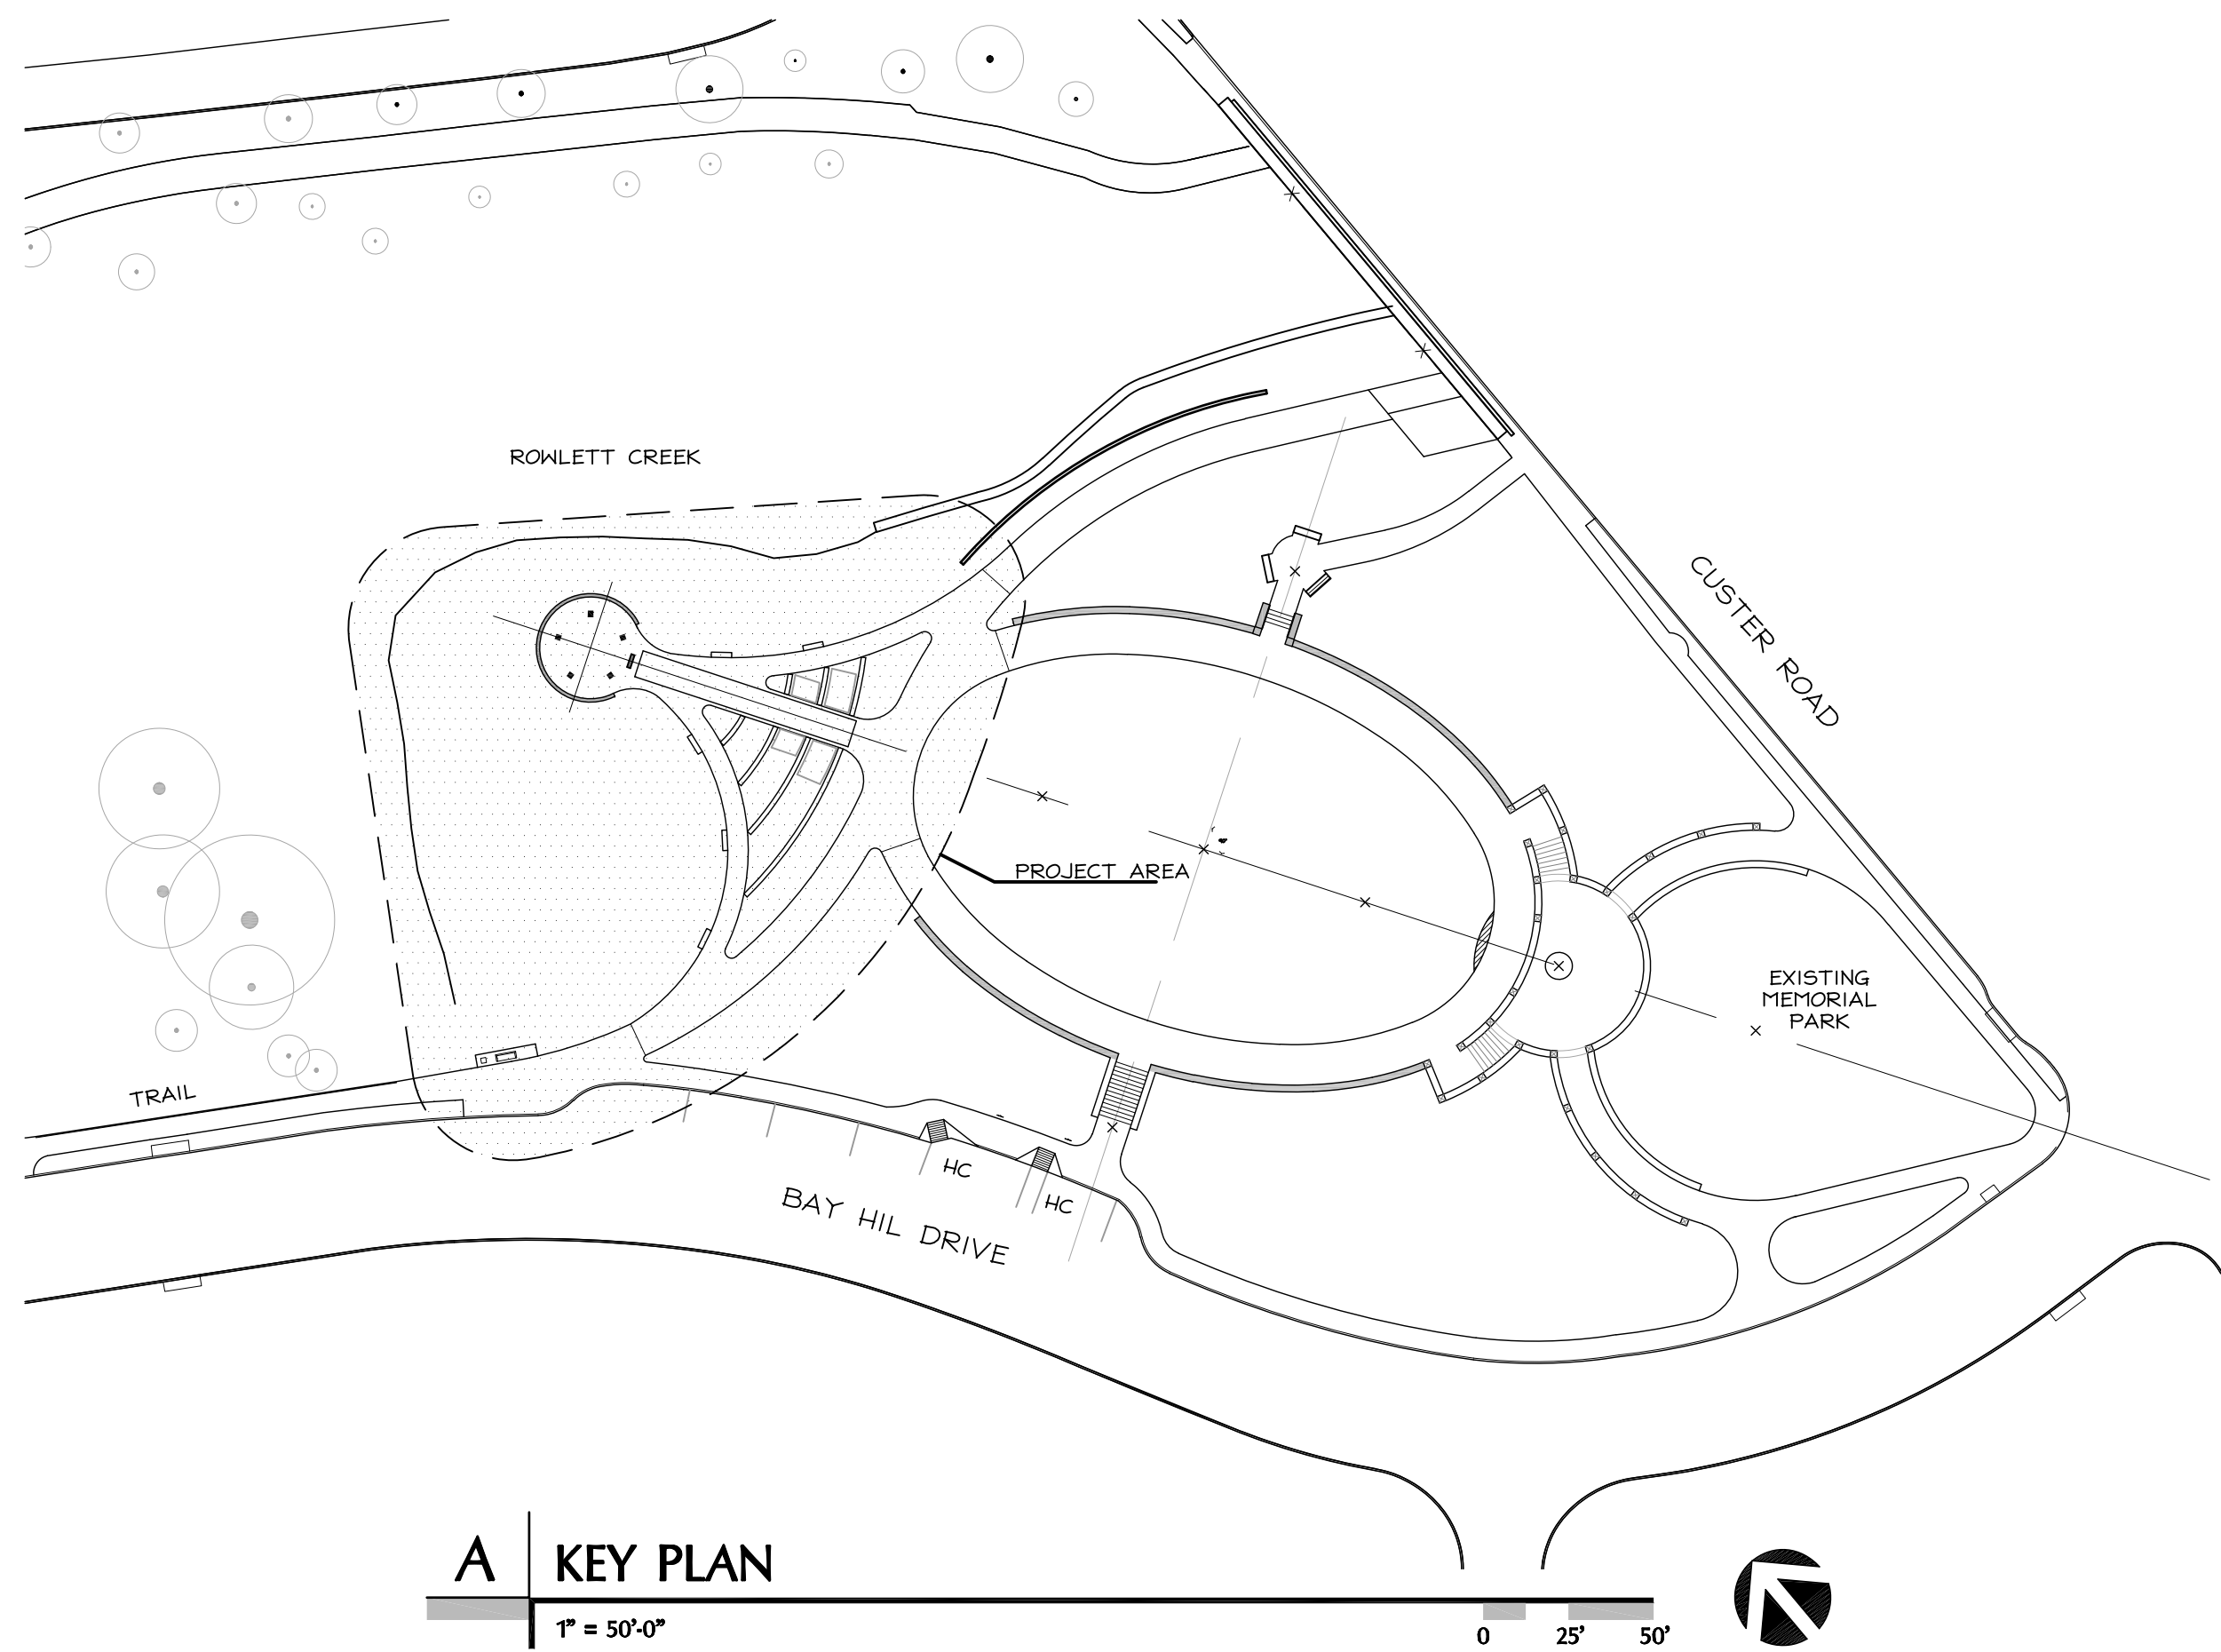 ROWLETT CREEK
CUSTER ROAD
PROJECT AREA
EXISTING
MEMORIAL
PARK
TRAIL
HC
HC
BAY HIL DRIVE
A
KEY PLAN
1" = 50'-0"
0 25' 50'